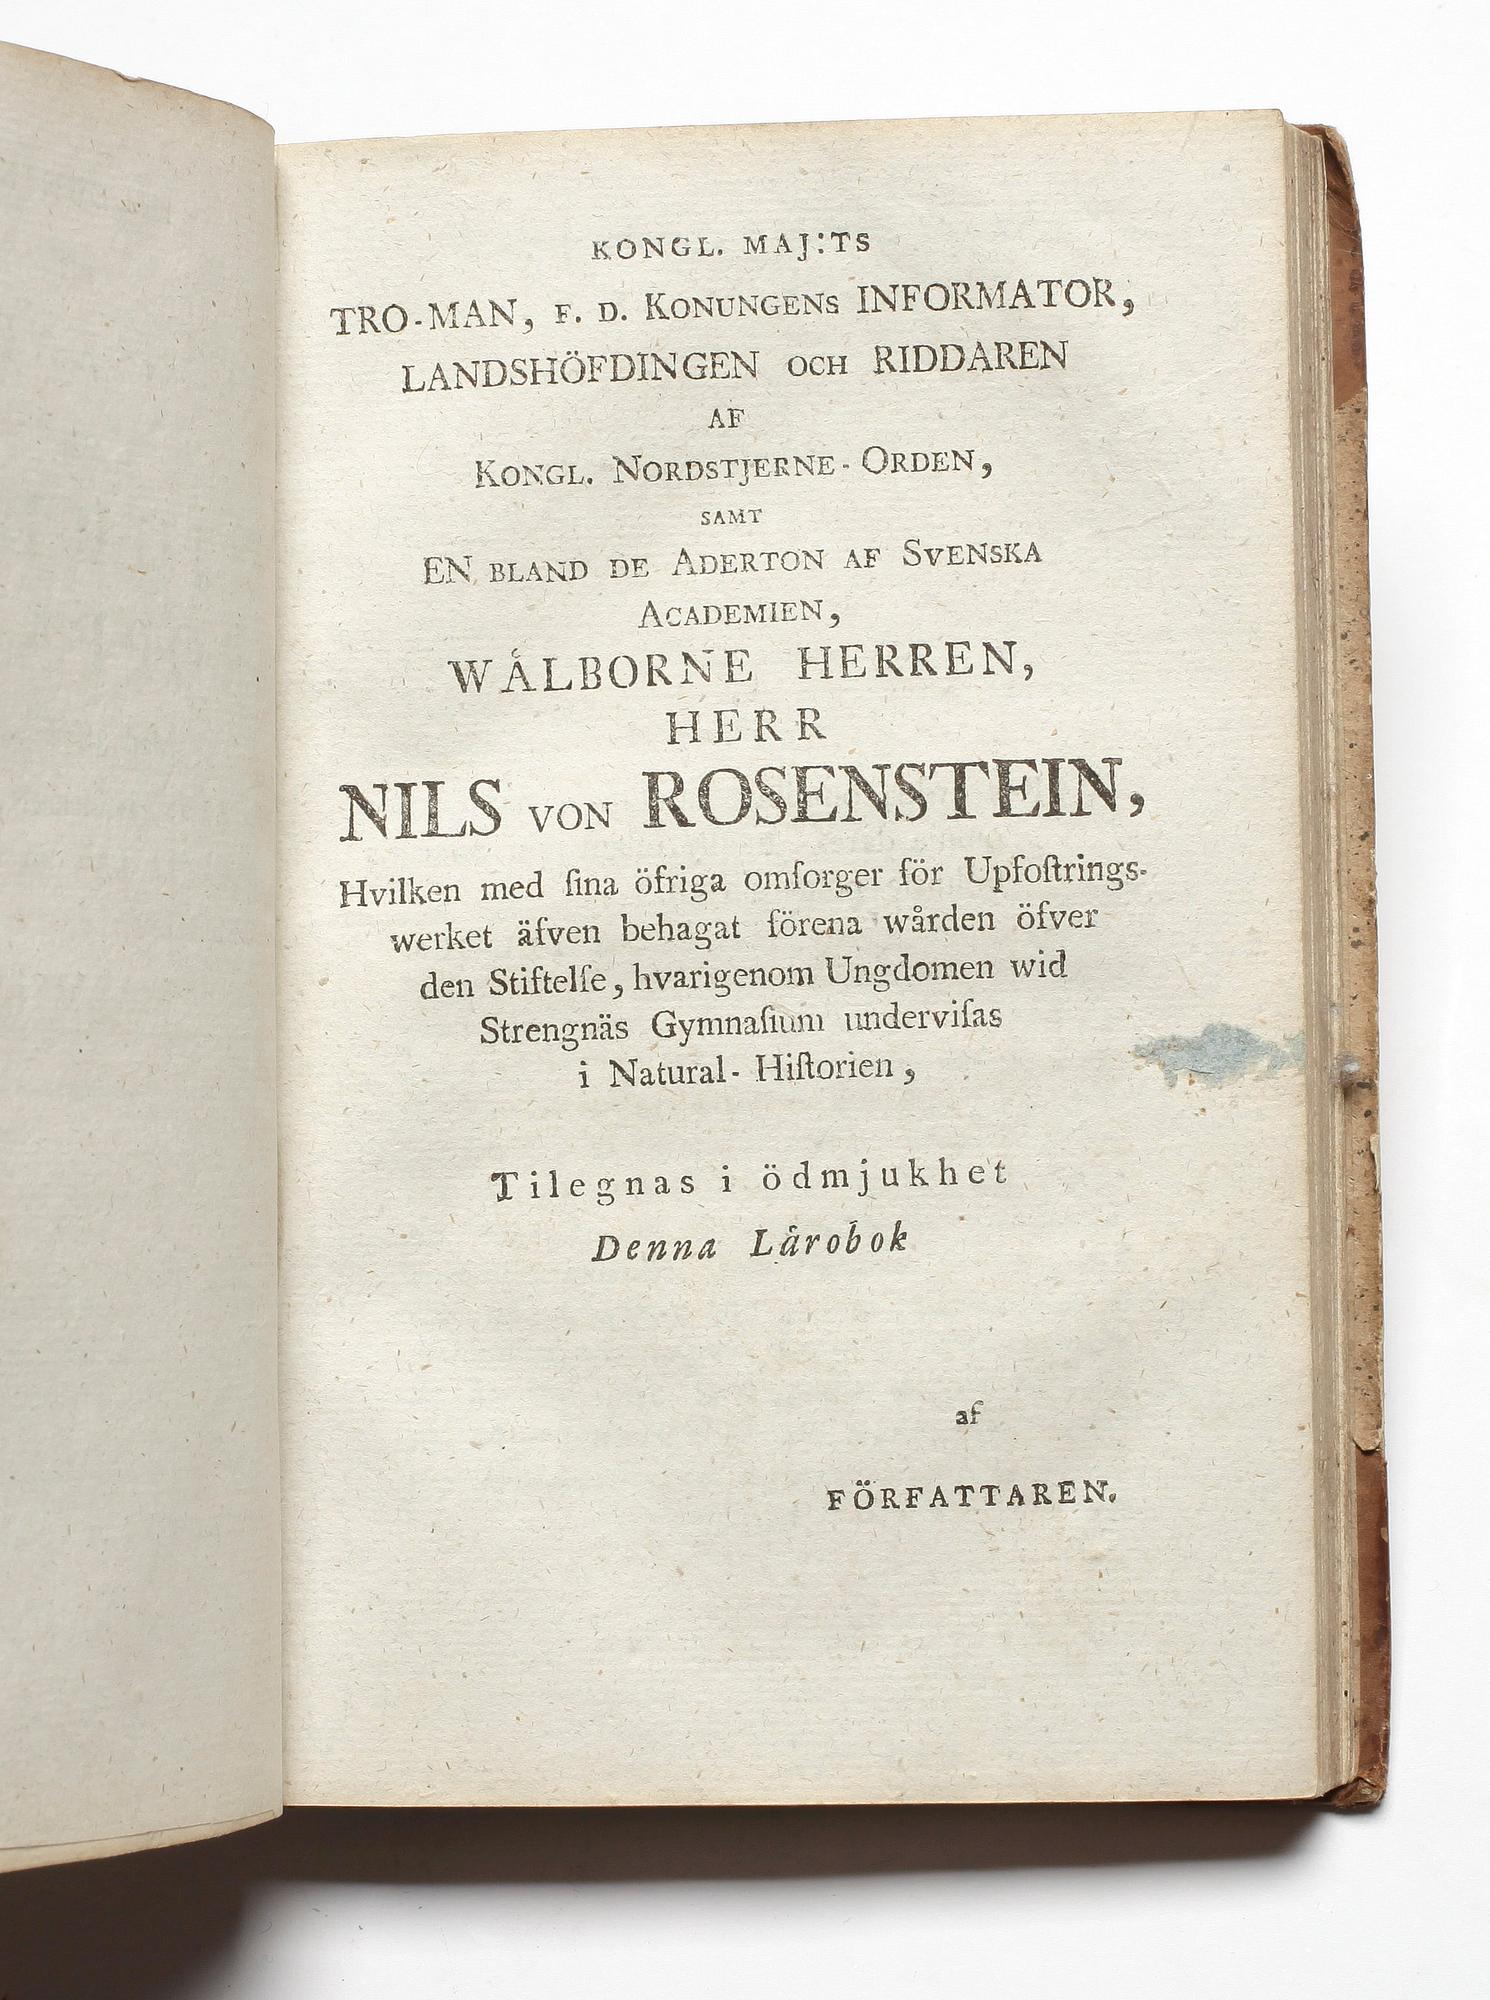 KONGL. MAJ:TS
TRO-MAN, F. D. KONUNGENS INFORMATOR,
LANDSHÖFDINGEN OCH RIDDAREN
AF
KONGL. NORDSTJERNE-ORDEN,
SAMT
EN BLAND DE ADERTON AF SVENSKA
ACADEMIEN,
WÅLBORNE HERREN,
HERR
NILS VON ROSENSTEIN,
Hvilken med ſina öfriga omſorger för Upfoſtrings-
werket äfven behagat förena wården öfver
den Stiftelſe, hvarigenom Ungdomen wid
Strengnäs Gymnaſium underviſas
i Natural-Hiſtorien,
Tilegnas i ödmjukhet
Denna Lärobok
af
FÖRFATTAREN.